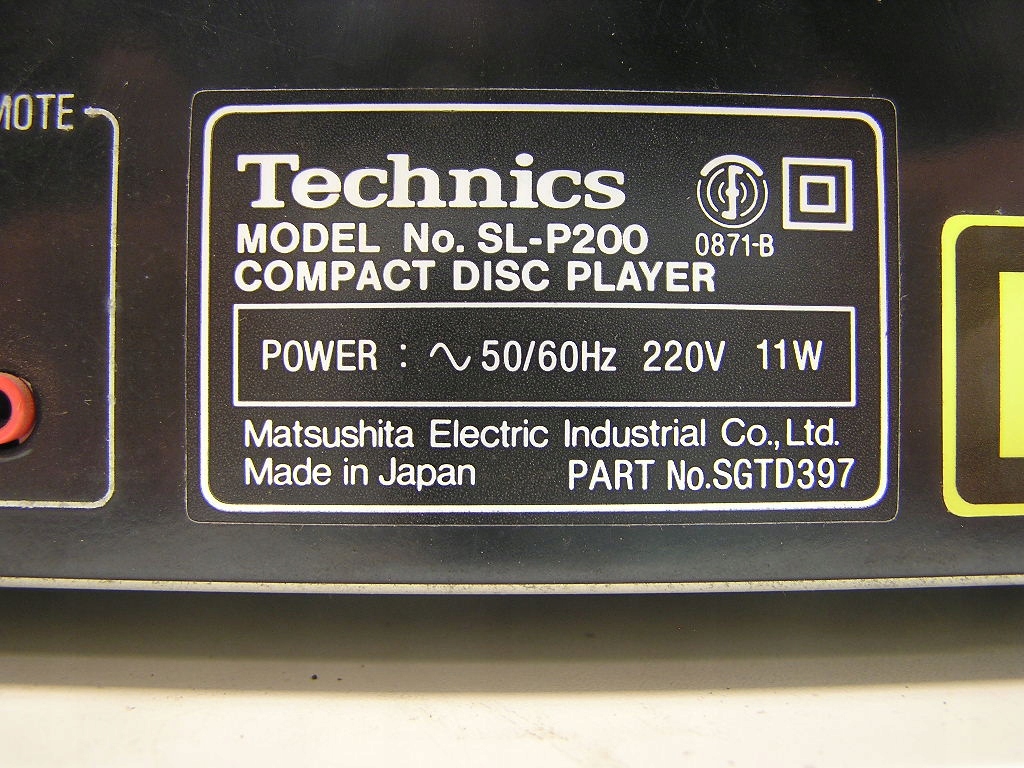 MOTE
Technics
MODEL No. SL-P200
0871-B
COMPACT DISC PLAYER
POWER : ∿ 50/60Hz 220V 11W
Matsushita Electric Industrial Co., Ltd.
Made in Japan PART No.SGTD397